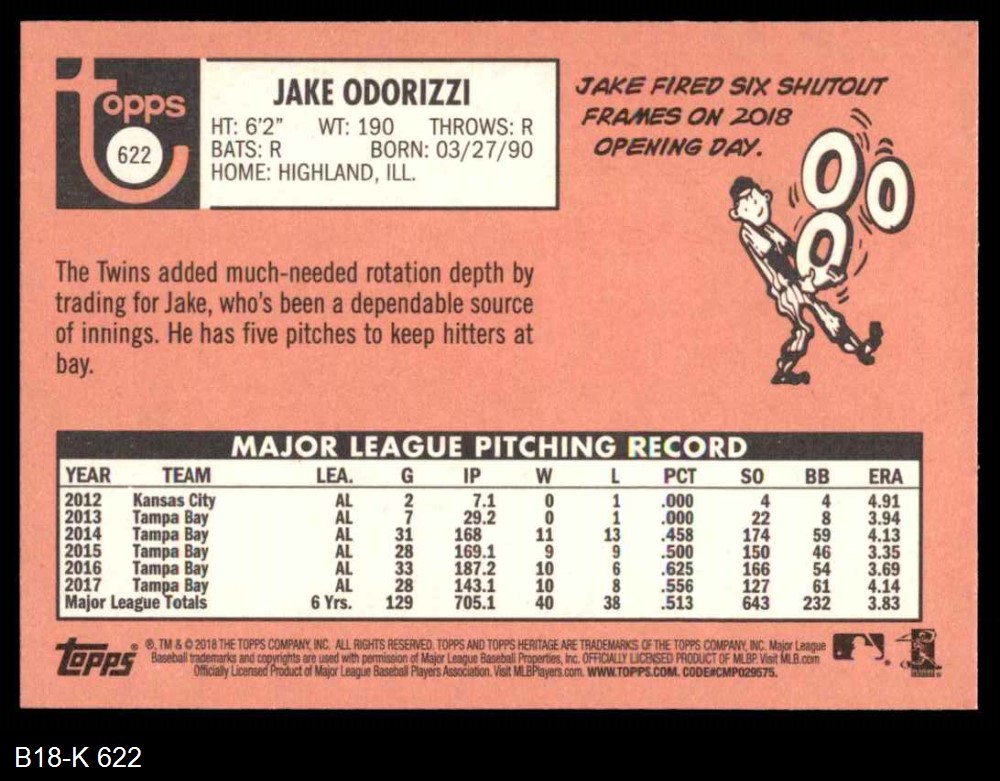 Topps
622
JAKE ODORIZZI
HT: 6'2" WT: 190 THROWS: R
BATS: R BORN: 03/27/90
HOME: HIGHLAND, ILL.
JAKE FIRED SIX SHUTOUT
FRAMES ON 2018
OPENING DAY.
0 0
0
The Twins added much-needed rotation depth by
trading for Jake, who's been a dependable source
of innings. He has five pitches to keep hitters at
bay.
MAJOR LEAGUE PITCHING RECORD
YEAR TEAM LEA. G IP W L PCT SO BB ERA
2012 Kansas City AL 2 7.1 0 1 .000 4 4 4.91
2013 Tampa Bay AL 7 29.2 0 1 .000 22 8 3.94
2014 Tampa Bay AL 31 168 11 13 .458 174 59 4.13
2015 Tampa Bay AL 28 169.1 9 9 .500 150 46 3.35
2016 Tampa Bay AL 33 187.2 10 6 .625 166 54 3.69
2017 Tampa Bay AL 28 143.1 10 8 .556 127 61 4.14
Major League Totals 6 Yrs. 129 705.1 40 38 .513 643 232 3.83
Topps ®, TM & © 2018 THE TOPPS COMPANY, INC. ALL RIGHTS RESERVED. TOPPS AND TOPPS HERITAGE ARE TRADEMARKS OF THE TOPPS COMPANY, INC. Major League
Baseball trademarks and copyrights are used with permission of Major League Baseball Properties, Inc. OFFICIALLY LICENSED PRODUCT OF MLBP. Visit MLB.com
Officially Licensed Product of Major League Baseball Players Association. Visit MLBPlayers.com. WWW.TOPPS.COM. CODE#CMP029575.
B18-K 622